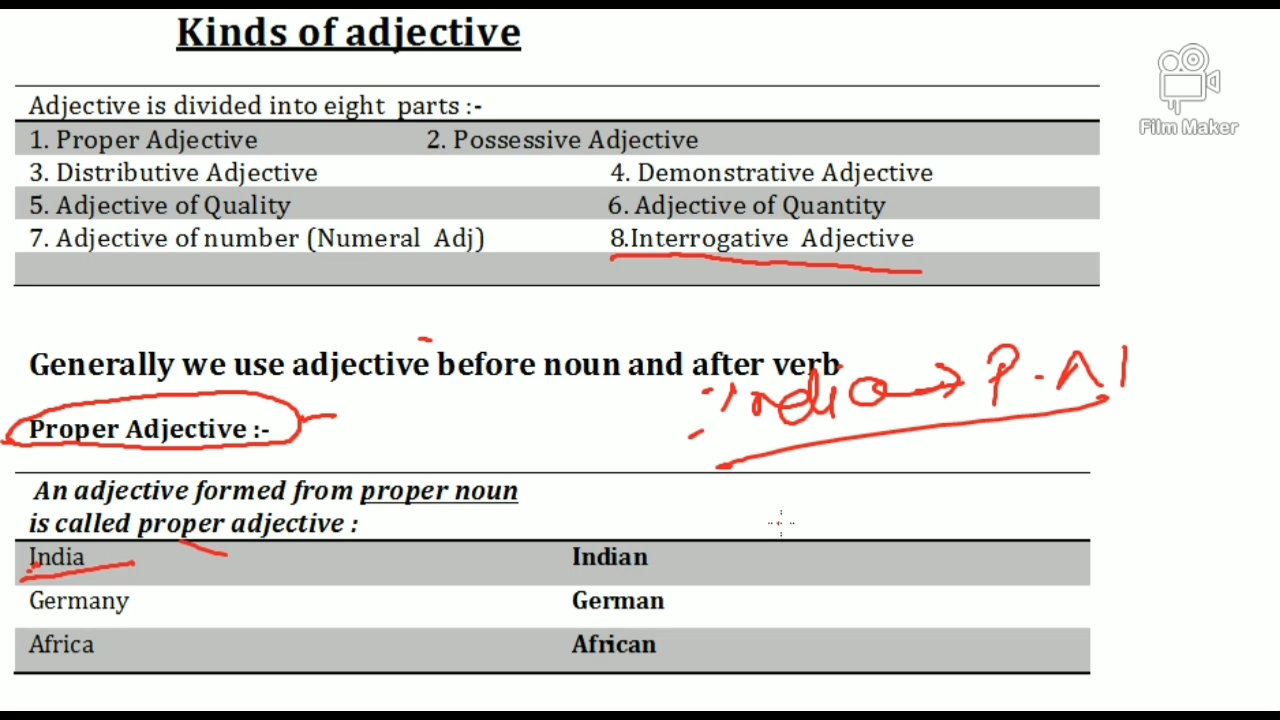 Kinds of adjective
Film Maker
Adjective is divided into eight parts :-
1. Proper Adjective 2. Possessive Adjective
3. Distributive Adjective 4. Demonstrative Adjective
5. Adjective of Quality 6. Adjective of Quantity
7. Adjective of number (Numeral Adj) 8.Interrogative Adjective
Generally we use adjective before noun and after verb
India → P.
Proper Adjective :-
An adjective formed from proper noun
is called proper adjective :
India Indian
Germany German
Africa African